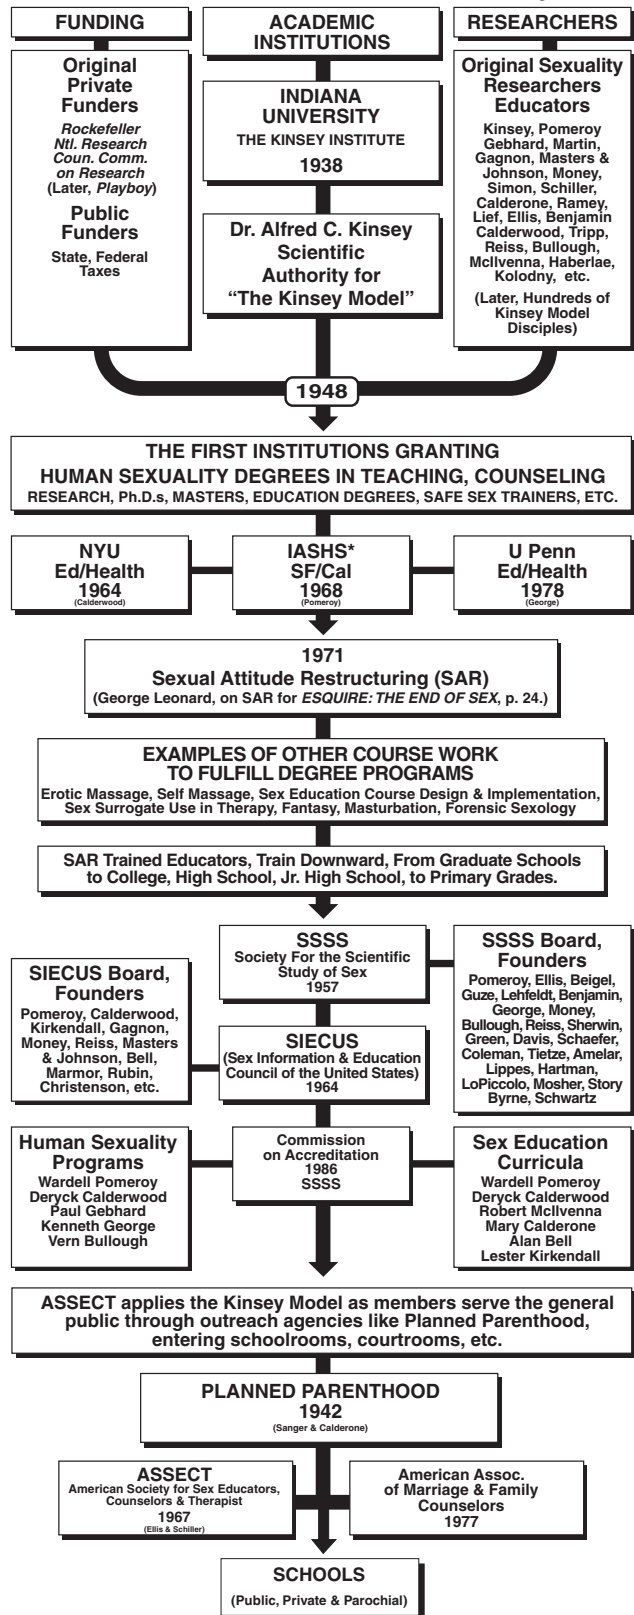 FUNDING
ACADEMIC
INSTITUTIONS
RESEARCHERS
Original
Private
Funders
Rockefeller
Ntl. Research
Coun. Comm.
on Research
(Later, Playboy)
Public
Funders
State, Federal
Taxes
INDIANA
UNIVERSITY
THE KINSEY INSTITUTE
1938
Dr. Alfred C. Kinsey
Scientific
Authority for
“The Kinsey Model”
Original Sexuality
Researchers
Educators
Kinsey, Pomeroy
Gebhard, Martin,
Gagnon, Masters &
Johnson, Money,
Simon, Schiller,
Calderone, Ramey,
Lief, Ellis, Benjamin
Calderwood, Tripp,
Reiss, Bullough,
McIlvenna, Haberlae,
Kolodny, etc.
(Later, Hundreds of
Kinsey Model
Disciples)
1948
THE FIRST INSTITUTIONS GRANTING
HUMAN SEXUALITY DEGREES IN TEACHING, COUNSELING
RESEARCH, Ph.D.s, MASTERS, EDUCATION DEGREES, SAFE SEX TRAINERS, ETC.
NYU
Ed/Health
1964
(Calderwood)
IASHS*
SF/Cal
1968
(Pomeroy)
U Penn
Ed/Health
1978
(George)
1971
Sexual Attitude Restructuring (SAR)
(George Leonard, on SAR for ESQUIRE: THE END OF SEX, p. 24.)
EXAMPLES OF OTHER COURSE WORK
TO FULFILL DEGREE PROGRAMS
Erotic Massage, Self Massage, Sex Education Course Design & Implementation,
Sex Surrogate Use in Therapy, Fantasy, Masturbation, Forensic Sexology
SAR Trained Educators, Train Downward, From Graduate Schools
to College, High School, Jr. High School, to Primary Grades.
SSSS
Society For the Scientific
Study of Sex
1957
SIECUS Board,
Founders
Pomeroy, Calderwood,
Kirkendall, Gagnon,
Money, Reiss, Masters
& Johnson, Bell,
Marmor, Rubin,
Christenson, etc.
SIECUS
(Sex Information & Education
Council of the United States)
1964
SSSS Board,
Founders
Pomeroy, Ellis, Beigel,
Guze, Lehfeldt, Benjamin,
George, Money,
Bullough, Reiss, Sherwin,
Green, Davis, Schaefer,
Coleman, Tietze, Amelar,
Lippes, Hartman,
LoPiccolo, Mosher, Story
Byrne, Schwartz
Human Sexuality
Programs
Wardell Pomeroy
Deryck Calderwood
Paul Gebhard
Kenneth George
Vern Bullough
Commission
on Accreditation
1986
SSSS
Sex Education
Curricula
Wardell Pomeroy
Deryck Calderwood
Robert McIlvenna
Mary Calderone
Alan Bell
Lester Kirkendall
ASSECT applies the Kinsey Model as members serve the general
public through outreach agencies like Planned Parenthood,
entering schoolrooms, courtrooms, etc.
PLANNED PARENTHOOD
1942
(Sanger & Calderone)
ASSECT
American Society for Sex Educators,
Counselors & Therapist
1967
(Ellis & Schiller)
American Assoc.
of Marriage & Family
Counselors
1977
SCHOOLS
(Public, Private & Parochial)